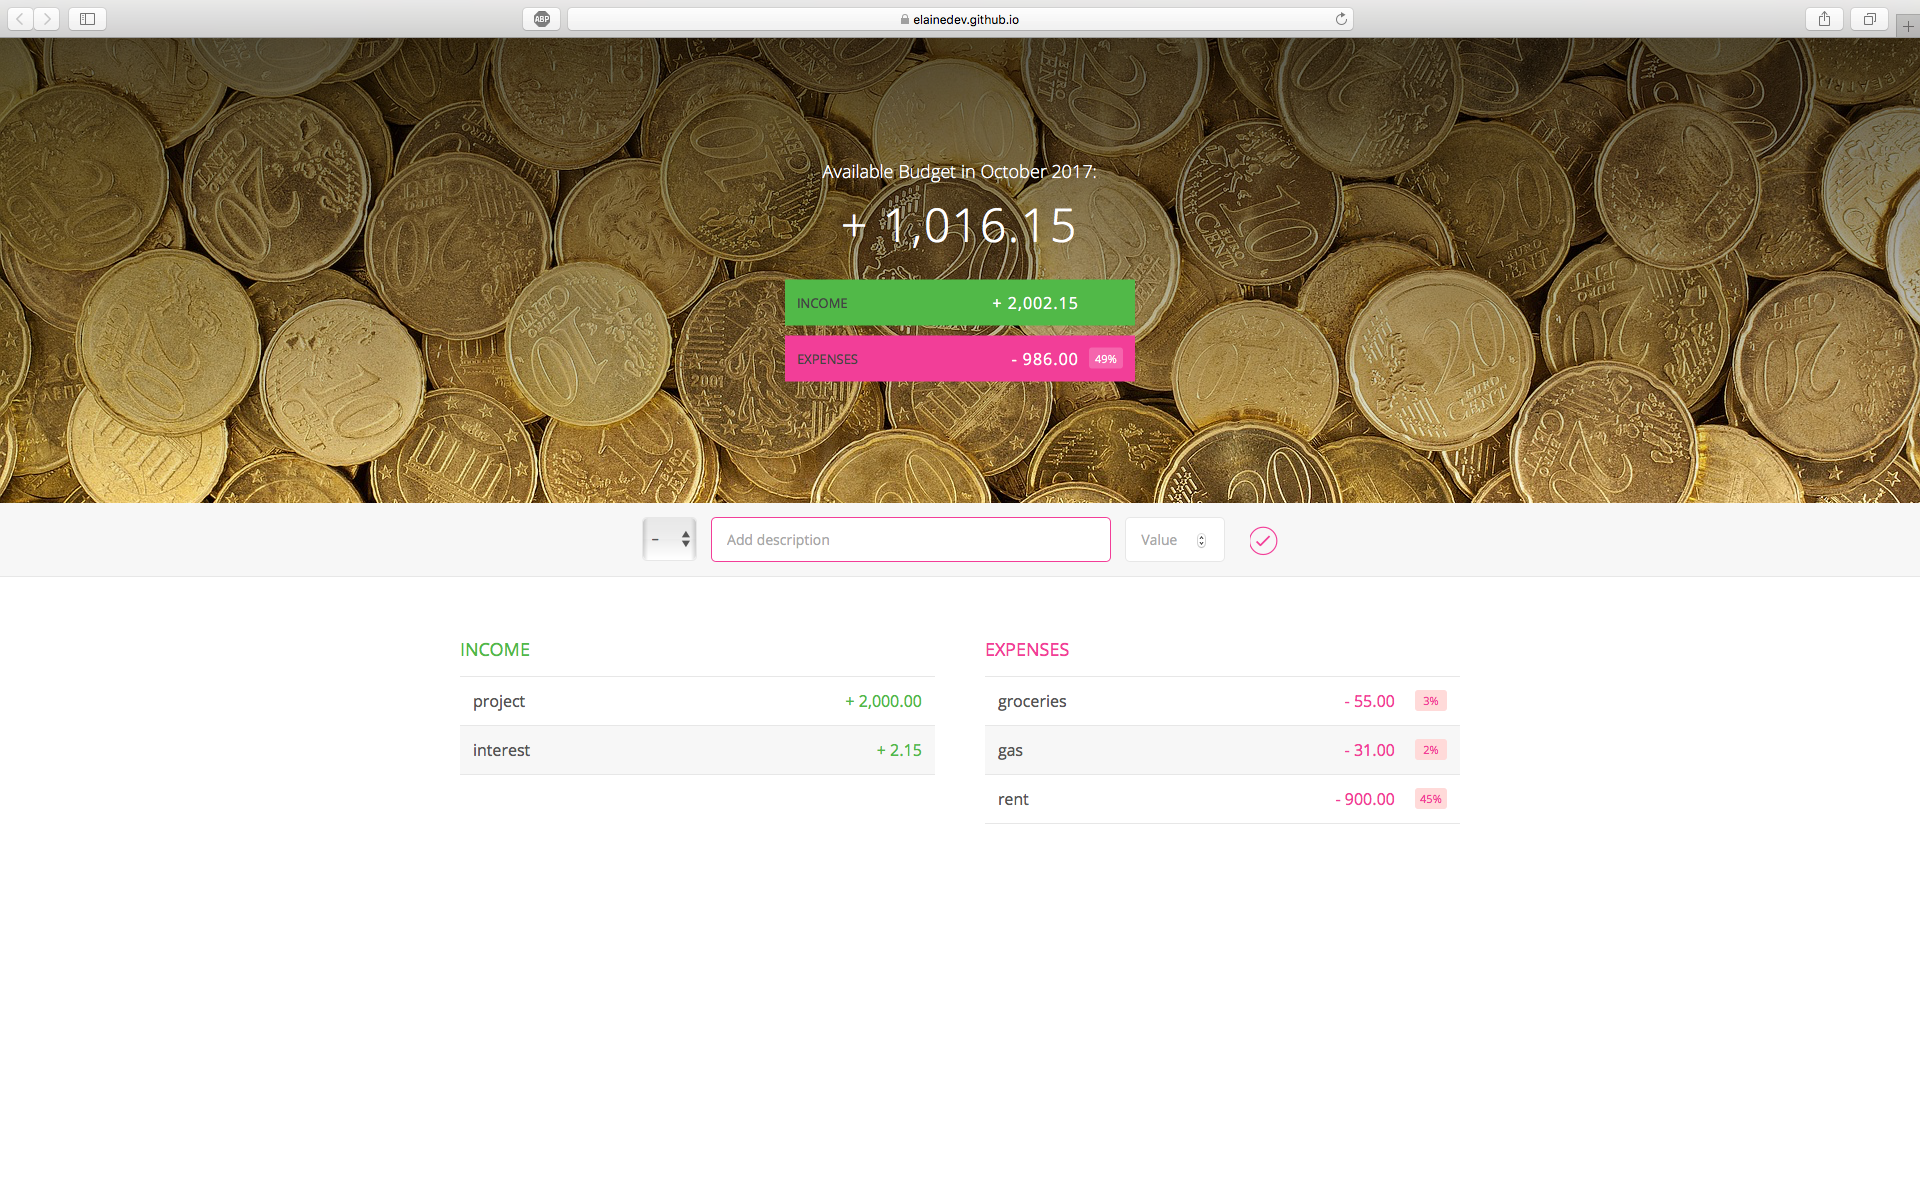 ABP
elainedev.github.io
Available Budget in October 2017:
+ 1,016.15
INCOME + 2,002.15
EXPENSES - 986.00 49%
– Add description Value
INCOME
project + 2,000.00
interest + 2.15
EXPENSES
groceries - 55.00 3%
gas - 31.00 2%
rent - 900.00 45%